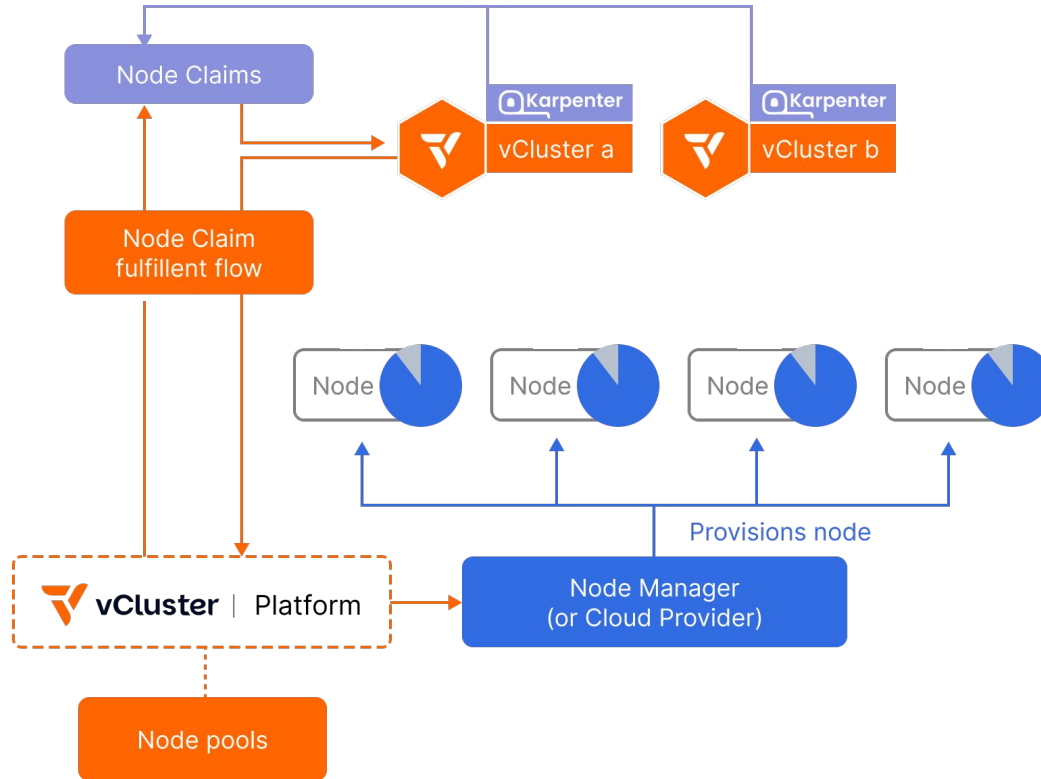 Node Claims
Karpenter
vCluster a
Karpenter
vCluster b
Node Claim
fulfillent flow
Node
Node
Node
Node
Provisions node
Node Manager
(or Cloud Provider)
vCluster | Platform
Node pools